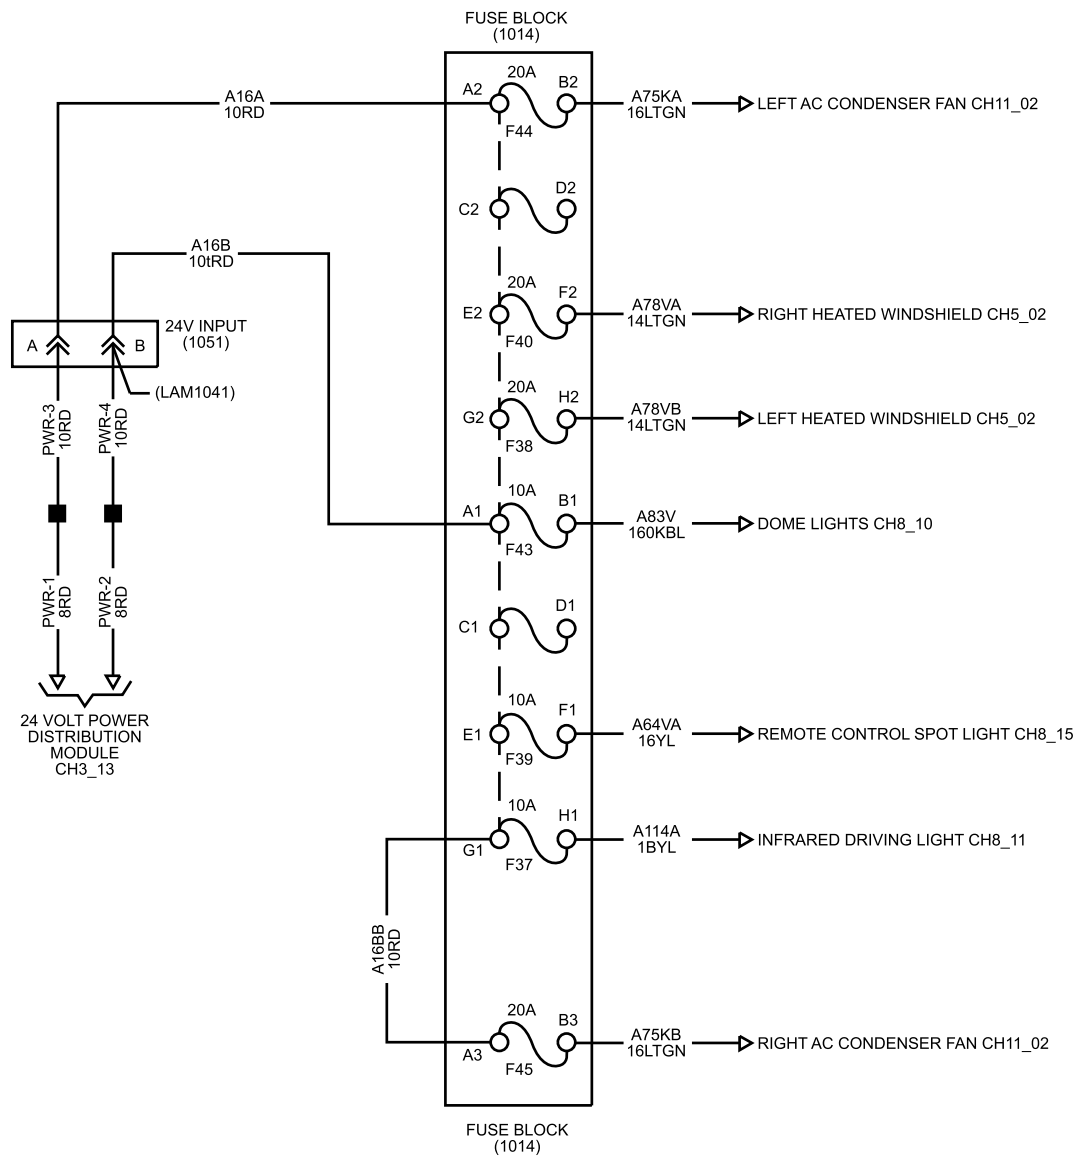 FUSE BLOCK
(1014)
20A
A2
B2
F44
A16A
10RD
A75KA
16LTGN
LEFT AC CONDENSER FAN CH11_02
C2
D2
A16B
10tRD
20A
E2
F2
F40
A78VA
14LTGN
RIGHT HEATED WINDSHIELD CH5_02
24V INPUT
(1051)
A
B
(LAM1041)
20A
G2
H2
F38
A78VB
14LTGN
LEFT HEATED WINDSHIELD CH5_02
PWR-3
10RD
PWR-4
10RD
10A
A1
B1
F43
A83V
160KBL
DOME LIGHTS CH8_10
PWR-1
8RD
PWR-2
8RD
C1
D1
24 VOLT POWER
DISTRIBUTION
MODULE
CH3_13
10A
E1
F1
F39
A64VA
16YL
REMOTE CONTROL SPOT LIGHT CH8_15
10A
G1
H1
F37
A114A
1BYL
INFRARED DRIVING LIGHT CH8_11
A16BB
10RD
20A
A3
B3
F45
A75KB
16LTGN
RIGHT AC CONDENSER FAN CH11_02
FUSE BLOCK
(1014)